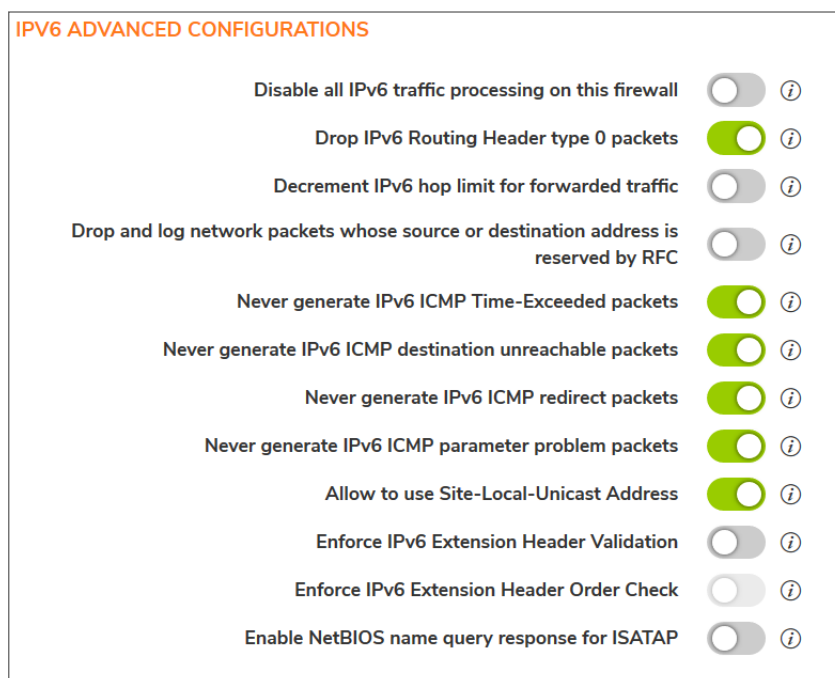 IPV6 ADVANCED CONFIGURATIONS
Disable all IPv6 traffic processing on this firewall
Drop IPv6 Routing Header type 0 packets
Decrement IPv6 hop limit for forwarded traffic
Drop and log network packets whose source or destination address is
reserved by RFC
Never generate IPv6 ICMP Time-Exceeded packets
Never generate IPv6 ICMP destination unreachable packets
Never generate IPv6 ICMP redirect packets
Never generate IPv6 ICMP parameter problem packets
Allow to use Site-Local-Unicast Address
Enforce IPv6 Extension Header Validation
Enforce IPv6 Extension Header Order Check
Enable NetBIOS name query response for ISATAP